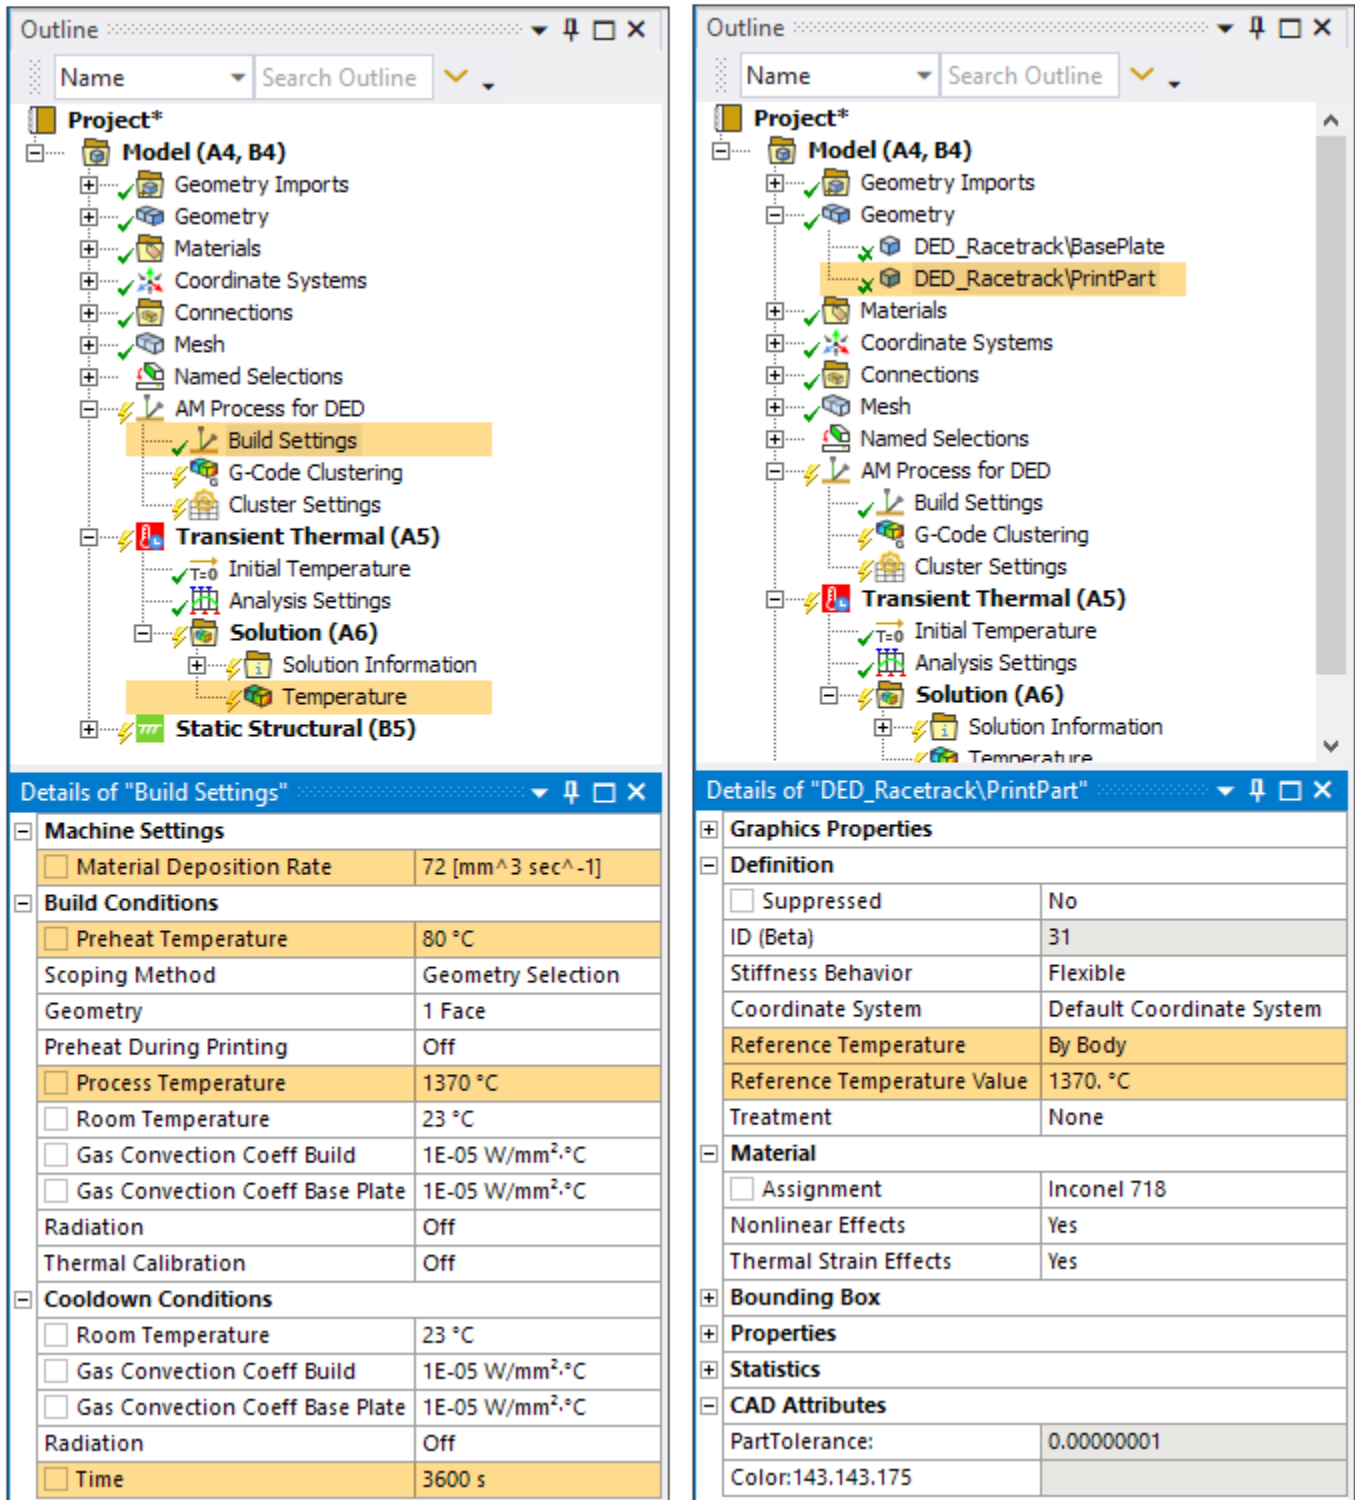 Outline
Name Search Outline
Project*
Model (A4, B4)
Geometry Imports
Geometry
Materials
Coordinate Systems
Connections
Mesh
Named Selections
AM Process for DED
Build Settings
G-Code Clustering
Cluster Settings
Transient Thermal (A5)
T=0 Initial Temperature
Analysis Settings
Solution (A6)
Solution Information
Temperature
Static Structural (B5)
Details of "Build Settings"
Machine Settings
Material Deposition Rate 72 [mm^3 sec^-1]
Build Conditions
Preheat Temperature 80 °C
Scoping Method Geometry Selection
Geometry 1 Face
Preheat During Printing Off
Process Temperature 1370 °C
Room Temperature 23 °C
Gas Convection Coeff Build 1E-05 W/mm²·°C
Gas Convection Coeff Base Plate 1E-05 W/mm²·°C
Radiation Off
Thermal Calibration Off
Cooldown Conditions
Room Temperature 23 °C
Gas Convection Coeff Build 1E-05 W/mm²·°C
Gas Convection Coeff Base Plate 1E-05 W/mm²·°C
Radiation Off
Time 3600 s
Outline
Name Search Outline
Project*
Model (A4, B4)
Geometry Imports
Geometry
DED_Racetrack\BasePlate
DED_Racetrack\PrintPart
Materials
Coordinate Systems
Connections
Mesh
Named Selections
AM Process for DED
Build Settings
G-Code Clustering
Cluster Settings
Transient Thermal (A5)
T=0 Initial Temperature
Analysis Settings
Solution (A6)
Solution Information
Temperature
Details of "DED_Racetrack\PrintPart"
Graphics Properties
Definition
Suppressed No
ID (Beta) 31
Stiffness Behavior Flexible
Coordinate System Default Coordinate System
Reference Temperature By Body
Reference Temperature Value 1370. °C
Treatment None
Material
Assignment Inconel 718
Nonlinear Effects Yes
Thermal Strain Effects Yes
Bounding Box
Properties
Statistics
CAD Attributes
PartTolerance: 0.00000001
Color:143.143.175